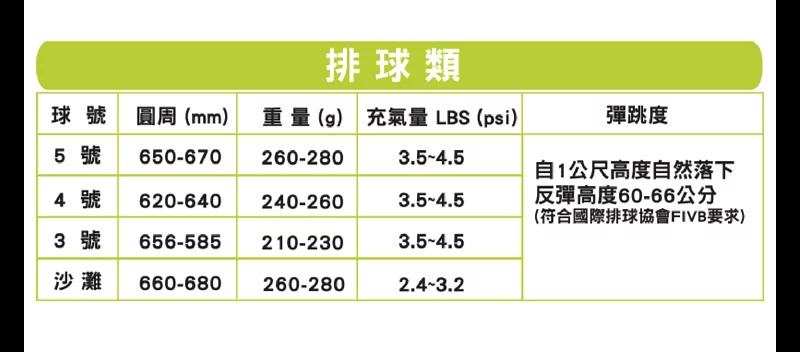 排球類
球號 圓周 (mm) 重量 (g) 充氣量 LBS (psi) 彈跳度
5 號 650-670 260-280 3.5~4.5
4 號 620-640 240-260 3.5~4.5
3 號 656-585 210-230 3.5~4.5
沙灘 660-680 260-280 2.4~3.2
自1公尺高度自然落下
反彈高度60-66公分
(符合國際排球協會FIVB要求)